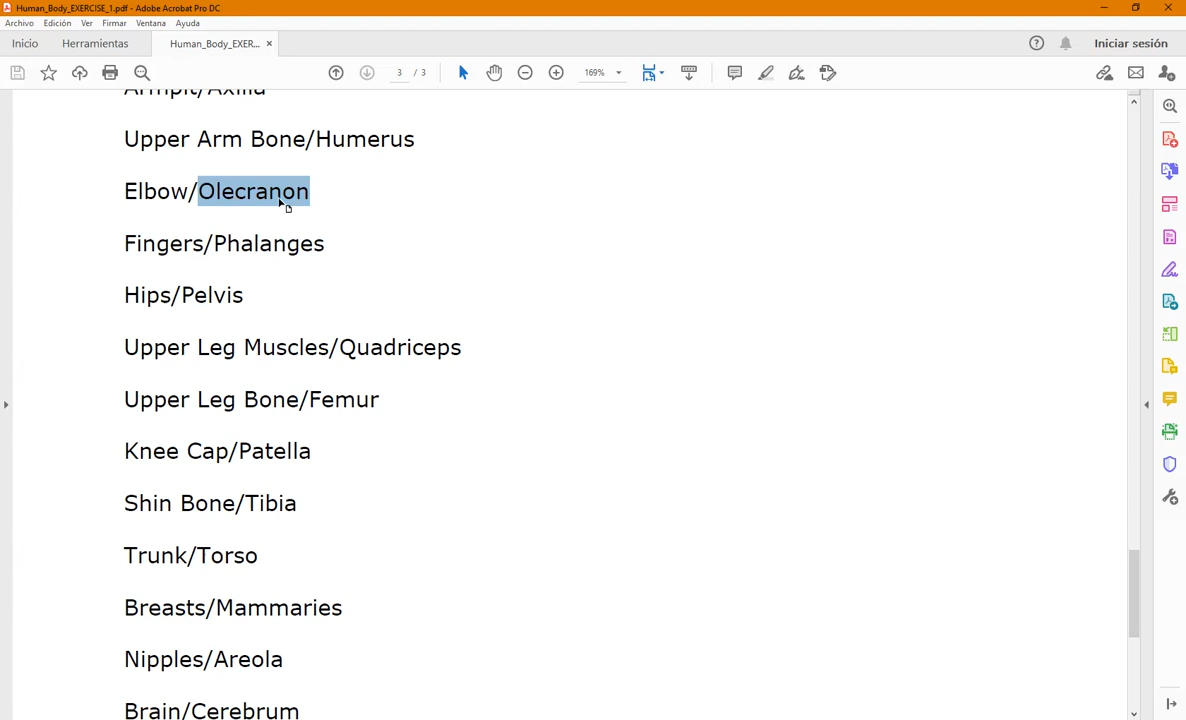 Human_Body_EXERCISE_1.pdf - Adobe Acrobat Pro DC
Archivo Edición Ver Firmar Ventana Ayuda
Inicio Herramientas Human_Body_EXER... × Iniciar sesión
3 / 3 169%
Armpit/Axilla
Upper Arm Bone/Humerus
Elbow/Olecranon
Fingers/Phalanges
Hips/Pelvis
Upper Leg Muscles/Quadriceps
Upper Leg Bone/Femur
Knee Cap/Patella
Shin Bone/Tibia
Trunk/Torso
Breasts/Mammaries
Nipples/Areola
Brain/Cerebrum